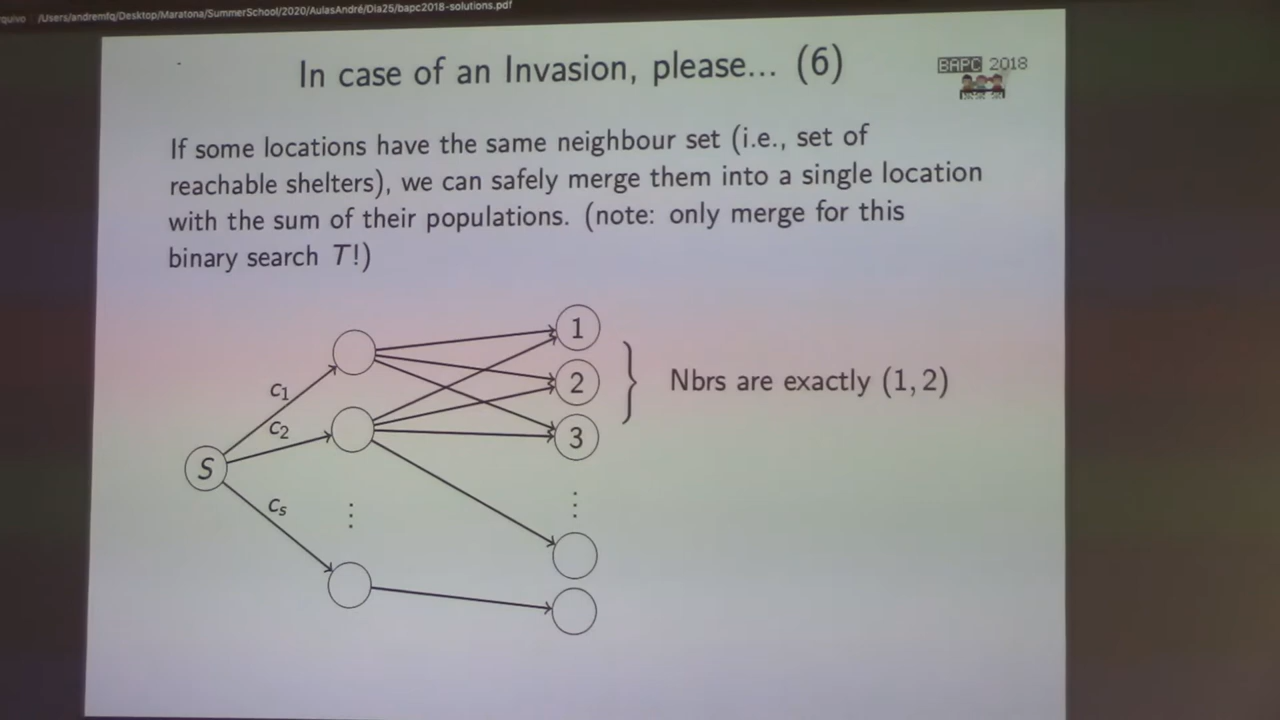 quivo /Users/andremfq/Desktop/Maratona/SummerSchool/2020/AulasAndré/Dia25/bapc2018-solutions.pdf
In case of an Invasion, please... (6)
BAPC 2018
If some locations have the same neighbour set (i.e., set of
reachable shelters), we can safely merge them into a single location
with the sum of their populations. (note: only merge for this
binary search T!)
1
c₁
2
Nbrs are exactly (1, 2)
c₂
3
S
cₛ
⋮
⋮